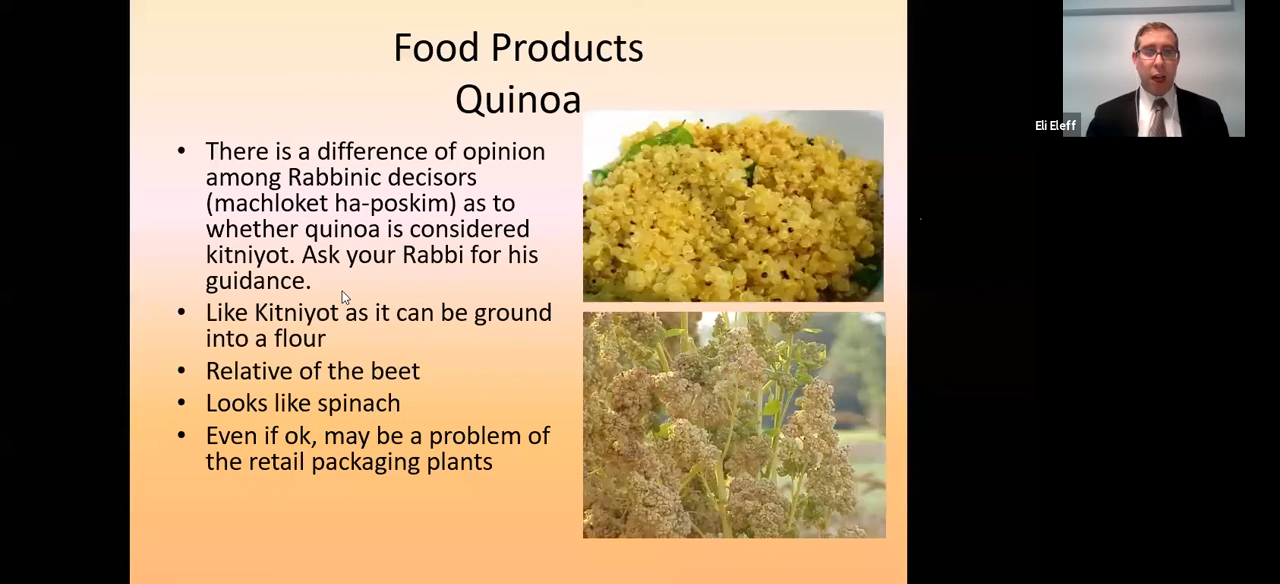 Food Products
Quinoa
• There is a difference of opinion
among Rabbinic decisors
(machloket ha-poskim) as to
whether quinoa is considered
kitniyot. Ask your Rabbi for his
guidance.
• Like Kitniyot as it can be ground
into a flour
• Relative of the beet
• Looks like spinach
• Even if ok, may be a problem of
the retail packaging plants
Eli Eleff